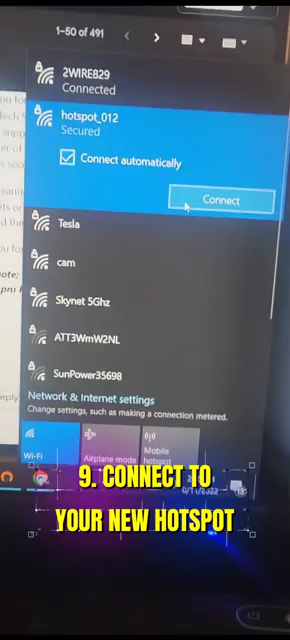 1–50 of 491
2WIRE829
Connected
hotspot_012
Secured
Connect automatically
Connect
Tesla
cam
Skynet 5Ghz
ATT3WmW2NL
SunPower35698
Network & Internet settings
Change settings, such as making a connection metered.
Wi-Fi
Airplane mode
Mobile
hotspot
9. CONNECT TO
YOUR NEW HOTSPOT